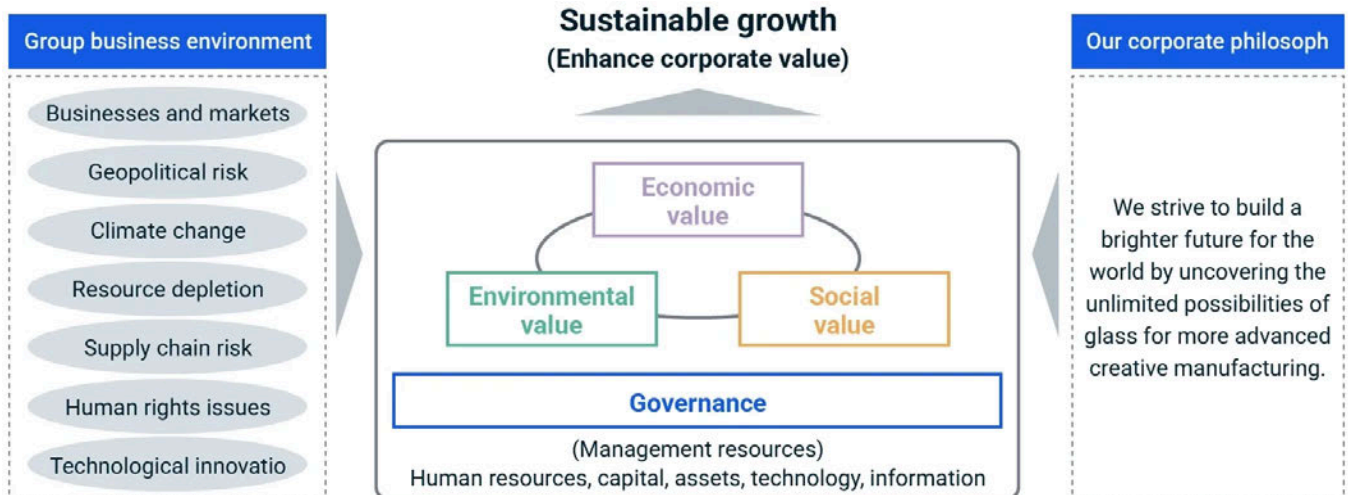 Group business environment
Businesses and markets
Geopolitical risk
Climate change
Resource depletion
Supply chain risk
Human rights issues
Technological innovatio
Sustainable growth
(Enhance corporate value)
Economic
value
Environmental
value
Social
value
Governance
(Management resources)
Human resources, capital, assets, technology, information
Our corporate philosoph
We strive to build a
brighter future for the
world by uncovering the
unlimited possibilities of
glass for more advanced
creative manufacturing.